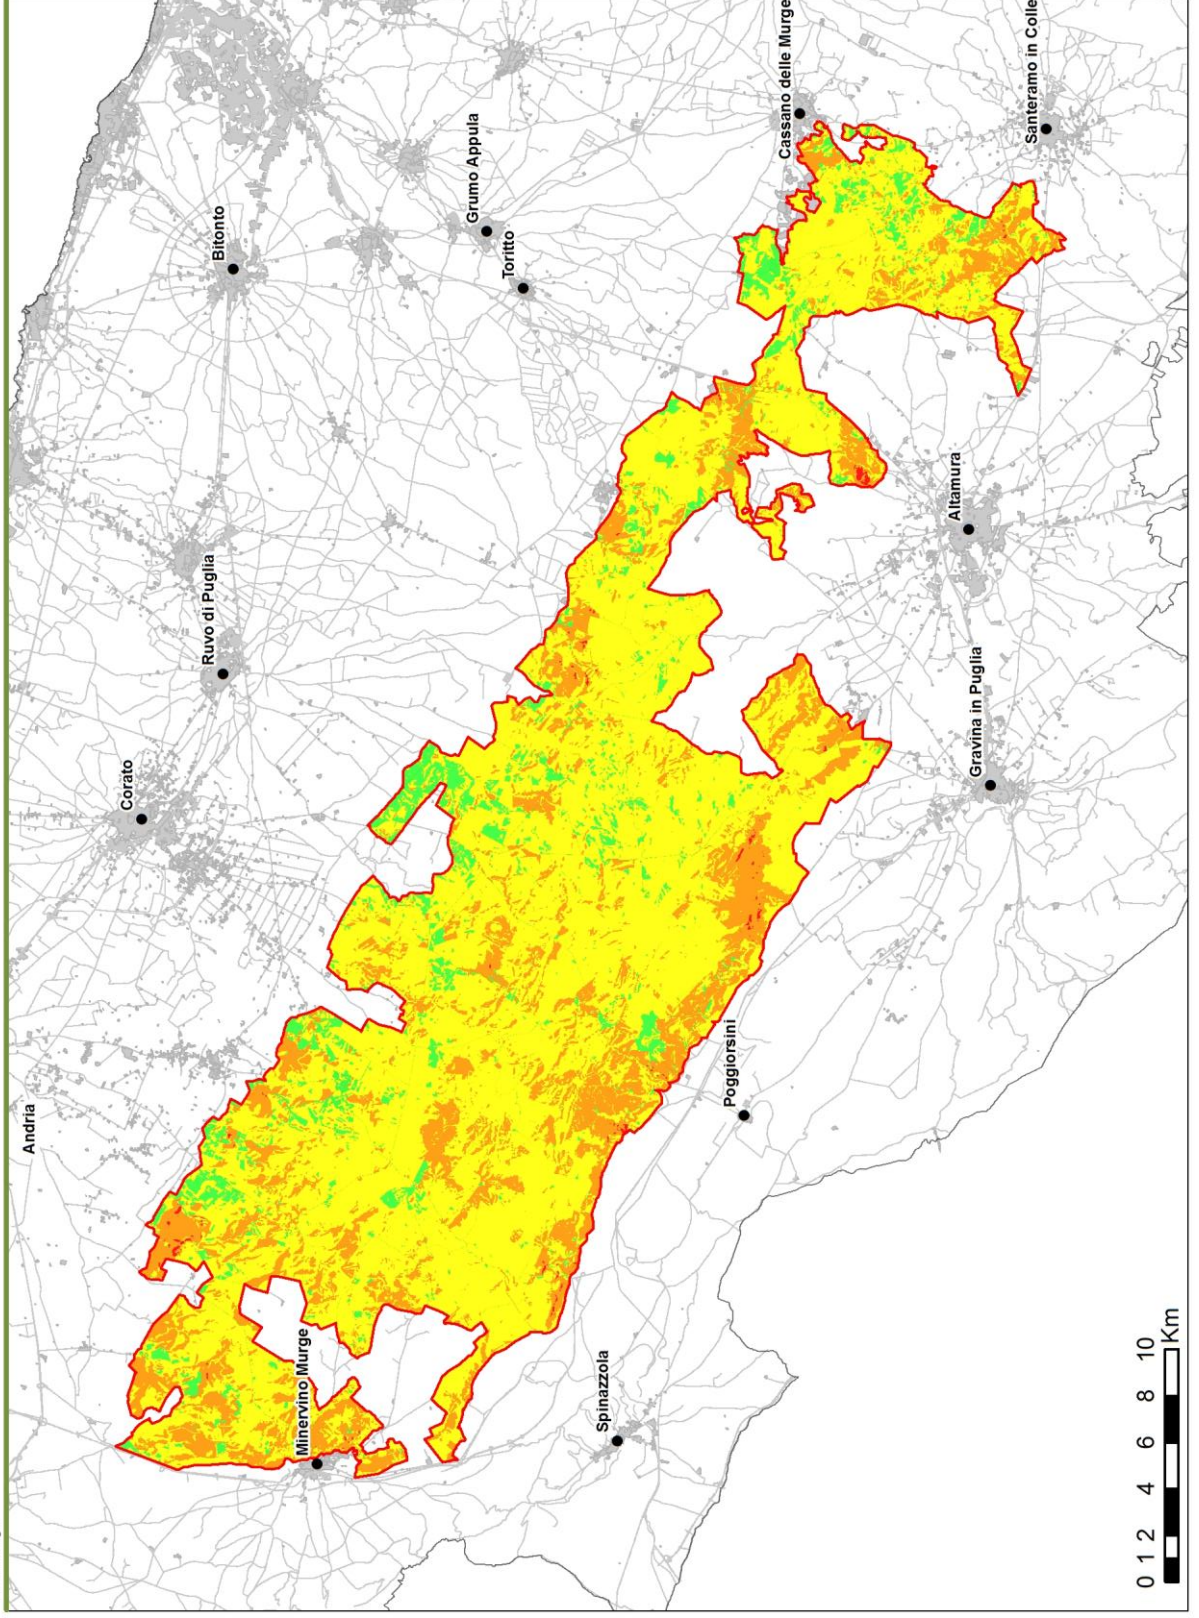 Andria
Corato
Ruvo di Puglia
Bitonto
Grumo Appula
Toritto
Cassano delle Murge
Santeramo in Colle
Minervino Murge
Spinazzola
Poggiorsini
Gravina in Puglia
Altamura
0 1 2 4 6 8 10
Km